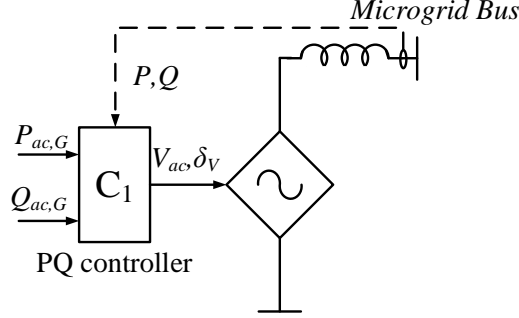 Microgrid Bus
P,Q
P_{ac,G}
V_{ac},δ_V
C_1
Q_{ac,G}
PQ controller